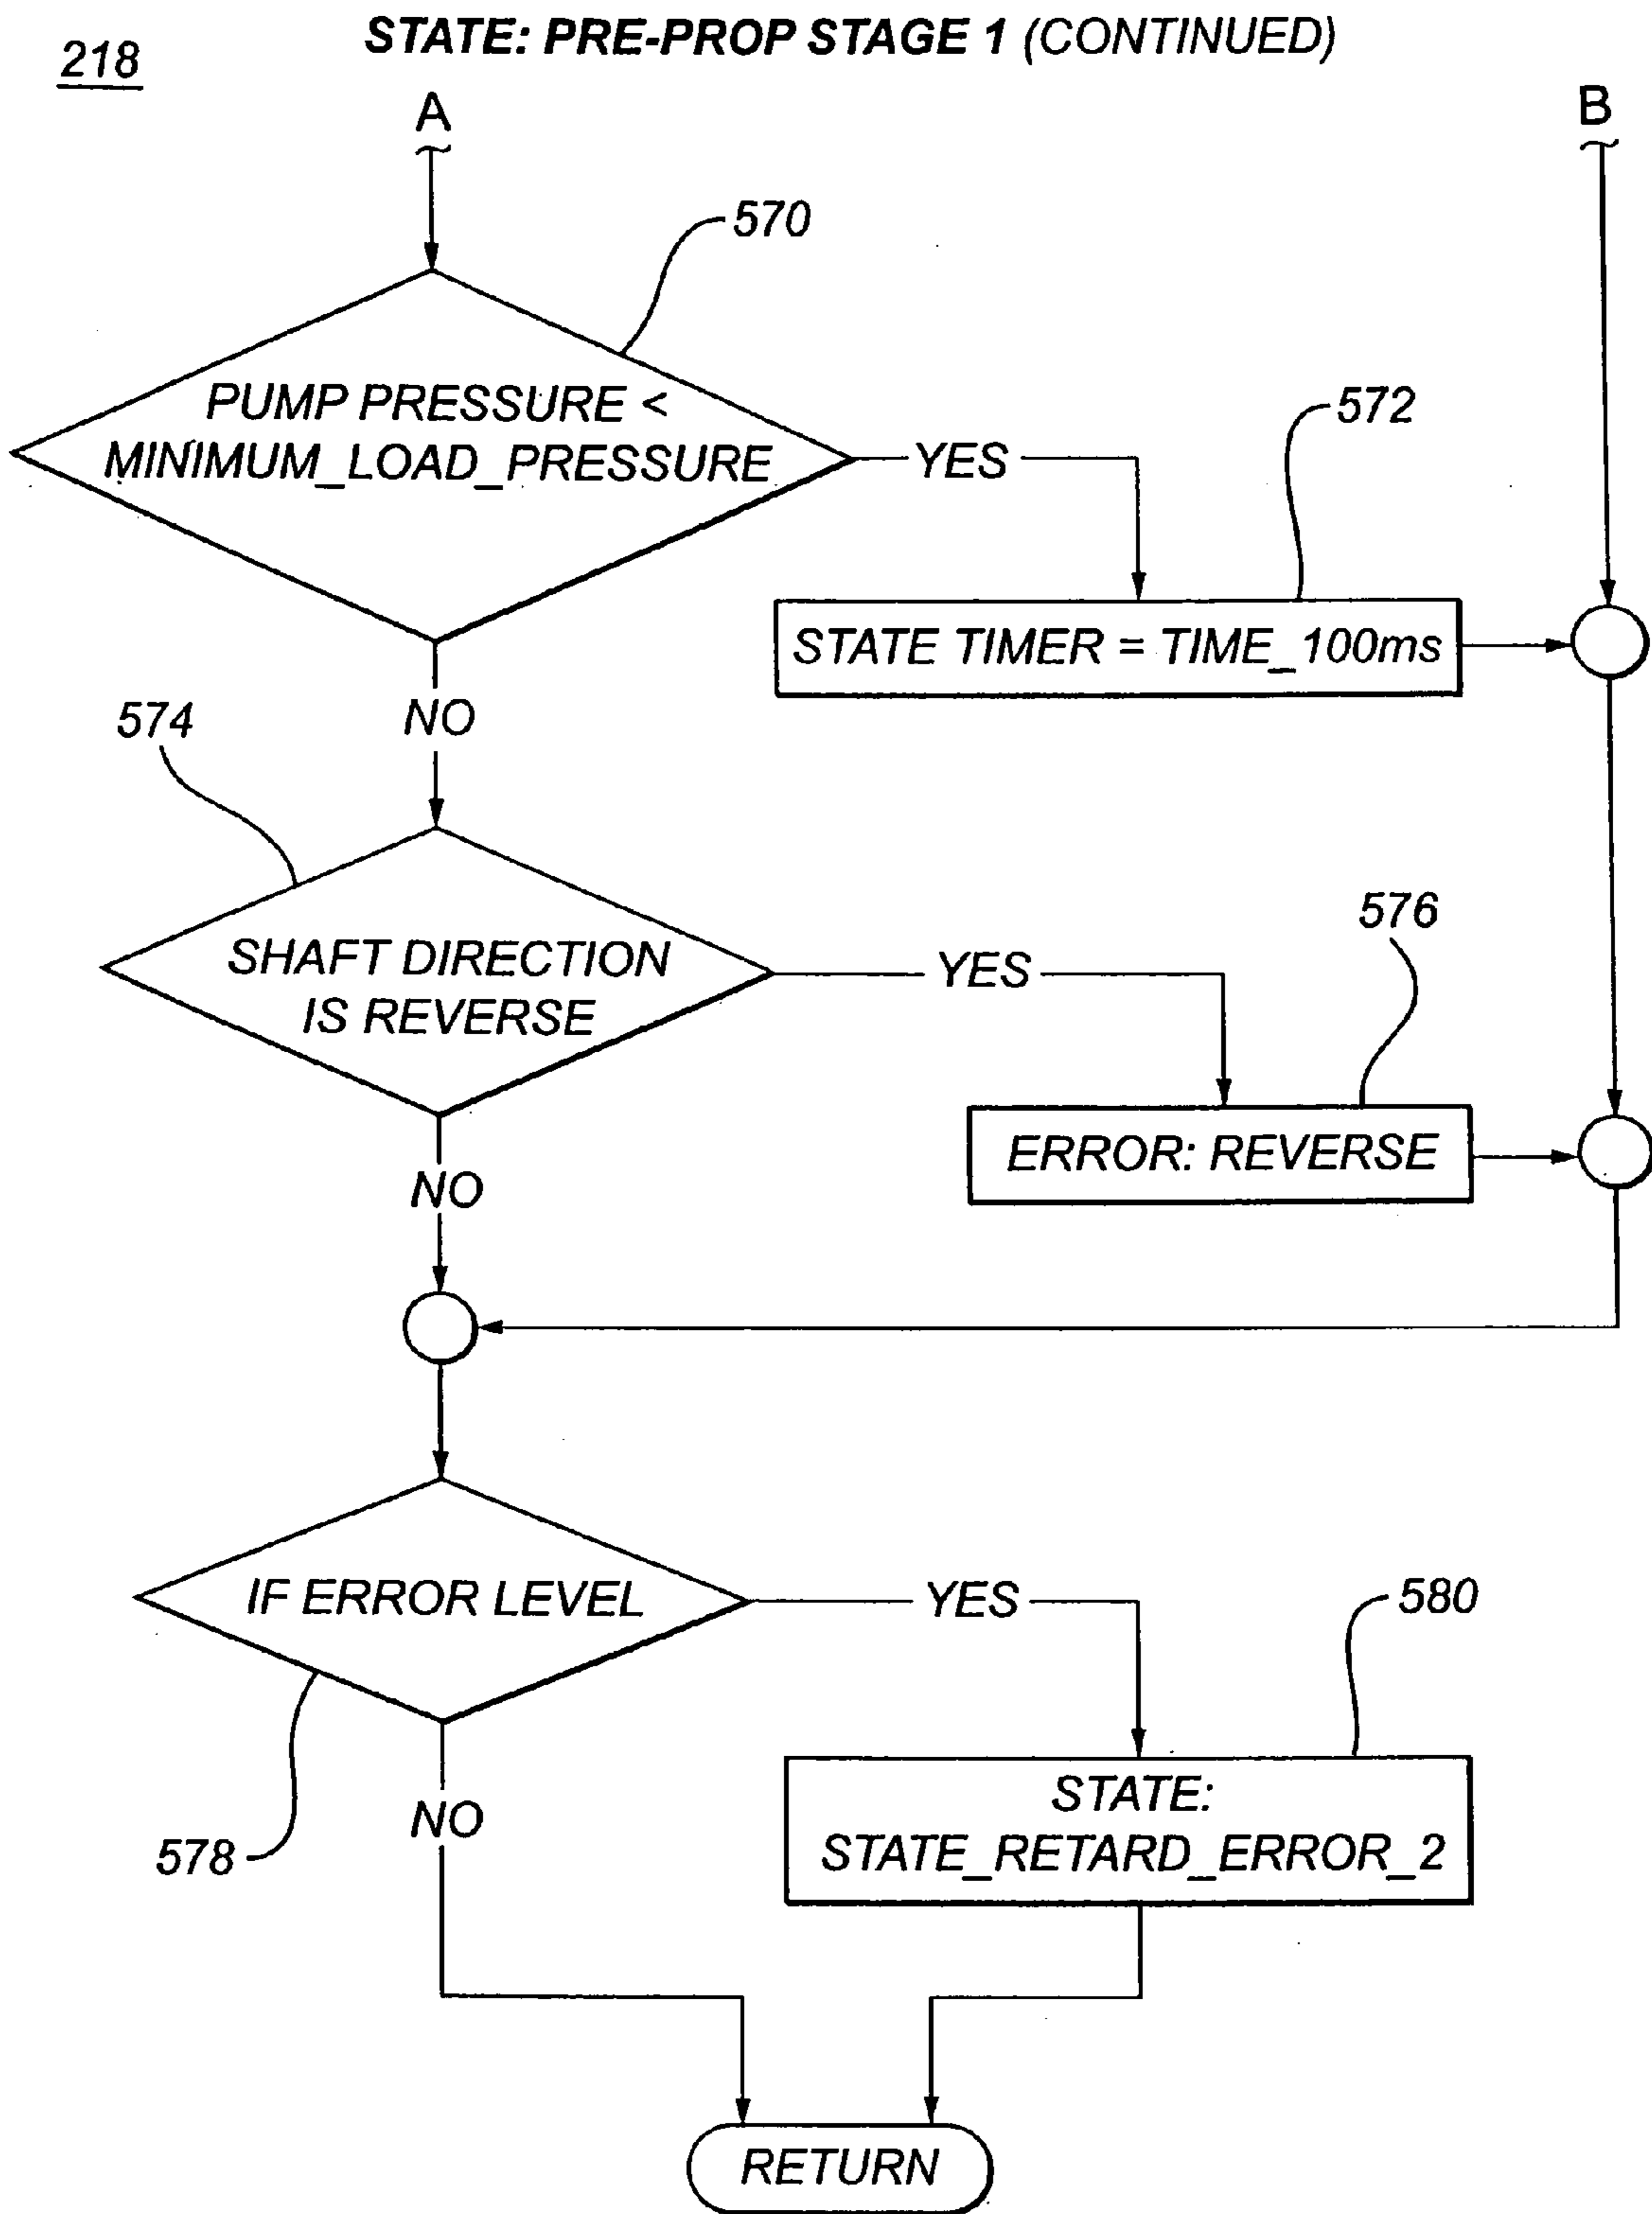 STATE: PRE-PROP STAGE 1 (CONTINUED)
218
A
B
570
PUMP PRESSURE <
MINIMUM_LOAD_PRESSURE
YES
572
STATE TIMER = TIME_100ms
NO
574
SHAFT DIRECTION
IS REVERSE
YES
576
ERROR: REVERSE
NO
IF ERROR LEVEL
YES
580
STATE:
STATE_RETARD_ERROR_2
NO
578
RETURN